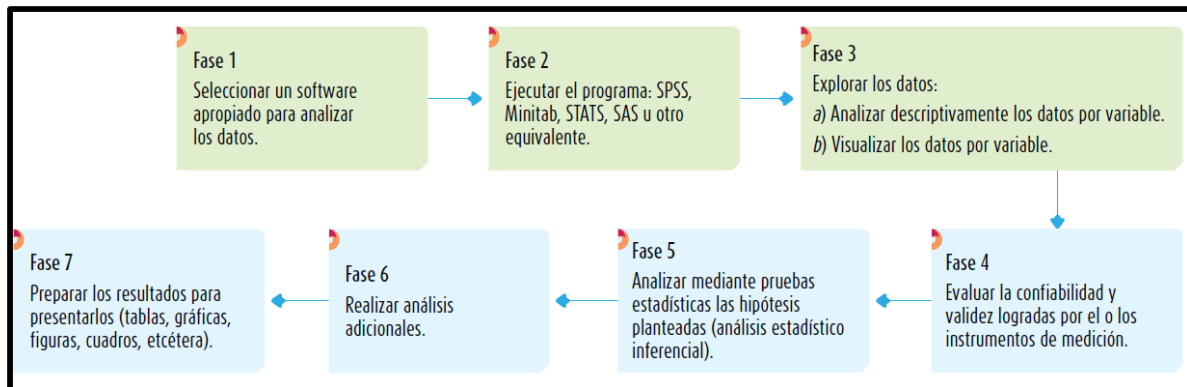 Fase 1
Seleccionar un software
apropiado para analizar
los datos.
Fase 2
Ejecutar el programa: SPSS,
Minitab, STATS, SAS u otro
equivalente.
Fase 3
Explorar los datos:
a) Analizar descriptivamente los datos por variable.
b) Visualizar los datos por variable.
Fase 4
Evaluar la confiabilidad y
validez logradas por el o los
instrumentos de medición.
Fase 5
Analizar mediante pruebas
estadísticas las hipótesis
planteadas (análisis estadístico
inferencial).
Fase 6
Realizar análisis
adicionales.
Fase 7
Preparar los resultados para
presentarlos (tablas, gráficas,
figuras, cuadros, etcétera).